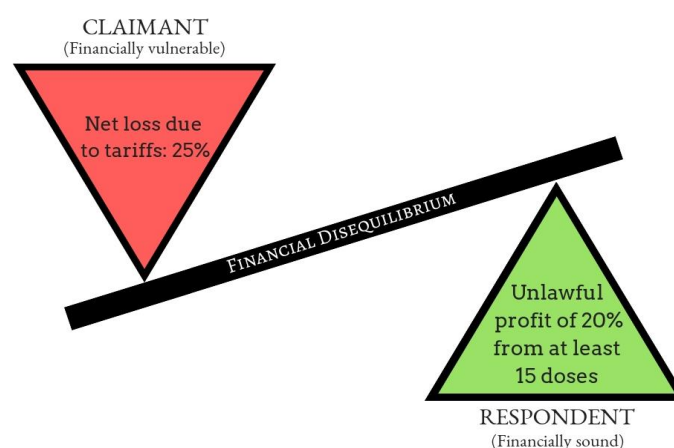 CLAIMANT
(Financially vulnerable)
Net loss due
to tariffs: 25%
FINANCIAL DISEQUILIBRIUM
Unlawful
profit of 20%
from at least
15 doses
RESPONDENT
(Financially sound)